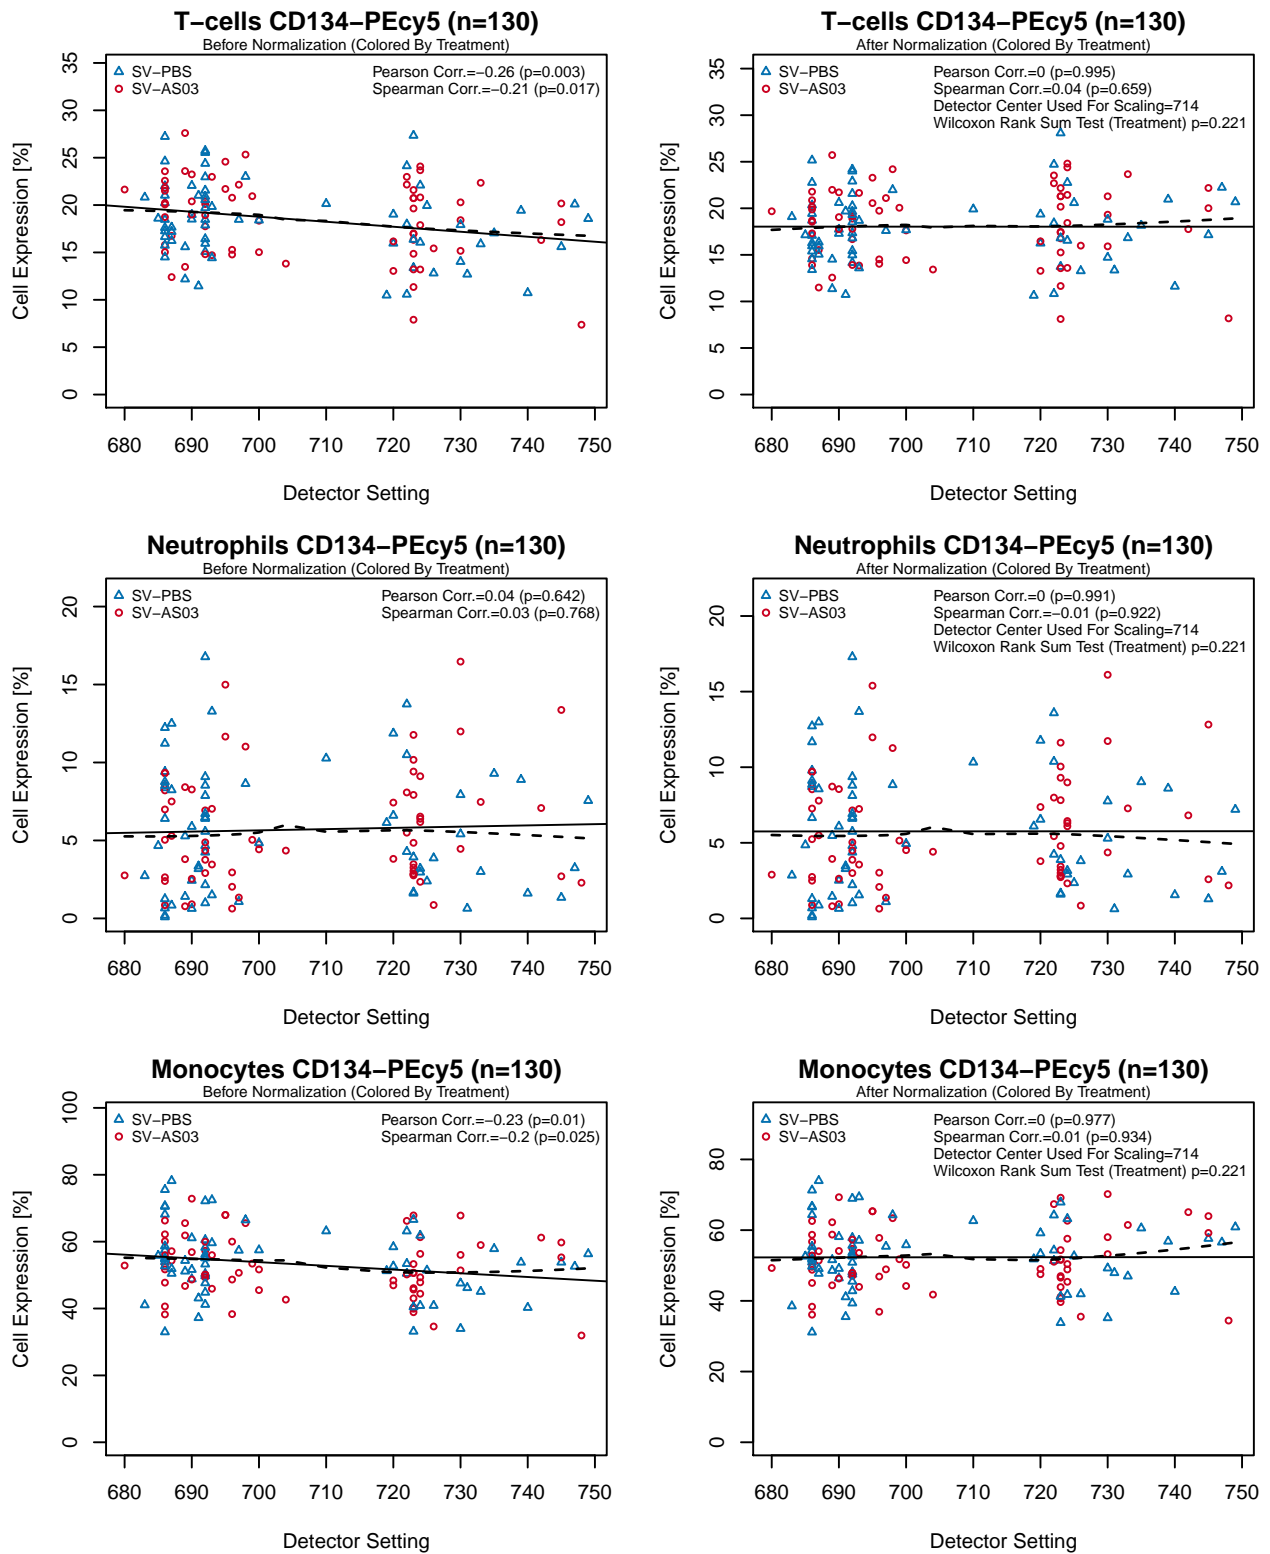 T−cells CD134−PEcy5 (n=130)
Before Normalization (Colored By Treatment)
SV−PBS
SV−AS03
Pearson Corr.=−0.26 (p=0.003)
Spearman Corr.=−0.21 (p=0.017)
Cell Expression [%]
0 5 10 15 20 25 30 35
680 690 700 710 720 730 740 750
Detector Setting
T−cells CD134−PEcy5 (n=130)
After Normalization (Colored By Treatment)
SV−PBS
SV−AS03
Pearson Corr.=0 (p=0.995)
Spearman Corr.=0.04 (p=0.659)
Detector Center Used For Scaling=714
Wilcoxon Rank Sum Test (Treatment) p=0.221
Cell Expression [%]
0 5 10 15 20 25 30 35
680 690 700 710 720 730 740 750
Detector Setting
Neutrophils CD134−PEcy5 (n=130)
Before Normalization (Colored By Treatment)
SV−PBS
SV−AS03
Pearson Corr.=0.04 (p=0.642)
Spearman Corr.=0.03 (p=0.768)
Cell Expression [%]
0 5 10 15 20
680 690 700 710 720 730 740 750
Detector Setting
Neutrophils CD134−PEcy5 (n=130)
After Normalization (Colored By Treatment)
SV−PBS
SV−AS03
Pearson Corr.=0 (p=0.991)
Spearman Corr.=−0.01 (p=0.922)
Detector Center Used For Scaling=714
Wilcoxon Rank Sum Test (Treatment) p=0.221
Cell Expression [%]
0 5 10 15 20
680 690 700 710 720 730 740 750
Detector Setting
Monocytes CD134−PEcy5 (n=130)
Before Normalization (Colored By Treatment)
SV−PBS
SV−AS03
Pearson Corr.=−0.23 (p=0.01)
Spearman Corr.=−0.2 (p=0.025)
Cell Expression [%]
0 20 40 60 80 100
680 690 700 710 720 730 740 750
Detector Setting
Monocytes CD134−PEcy5 (n=130)
After Normalization (Colored By Treatment)
SV−PBS
SV−AS03
Pearson Corr.=0 (p=0.977)
Spearman Corr.=0.01 (p=0.934)
Detector Center Used For Scaling=714
Wilcoxon Rank Sum Test (Treatment) p=0.221
Cell Expression [%]
0 20 40 60 80
680 690 700 710 720 730 740 750
Detector Setting